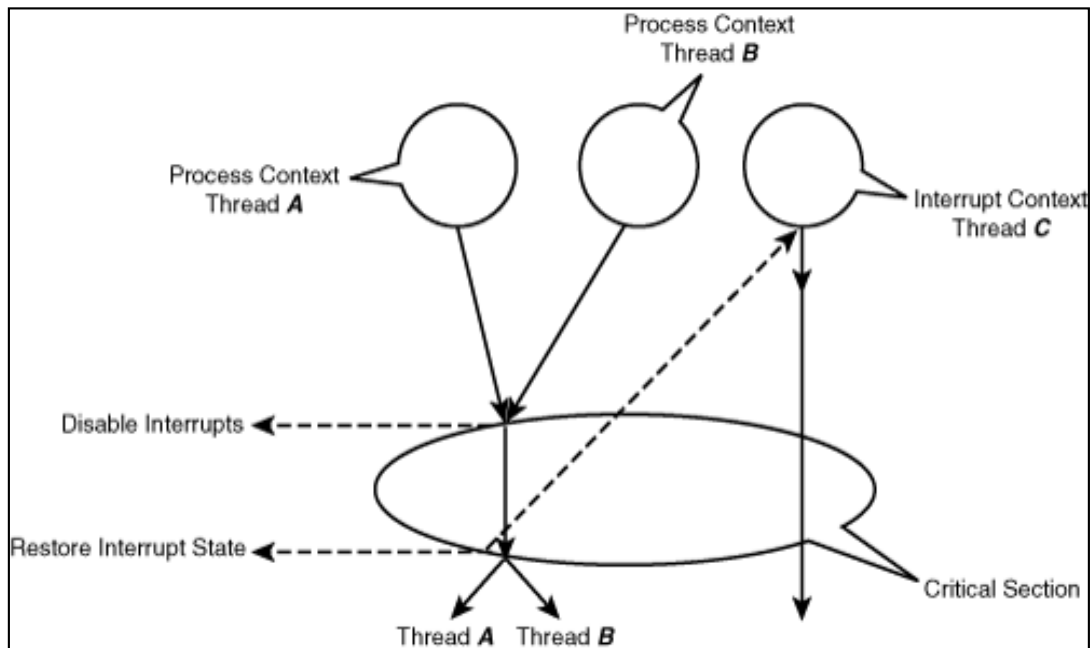 Process Context
Thread B
Process Context
Thread A
Interrupt Context
Thread C
Disable Interrupts
Restore Interrupt State
Critical Section
Thread A Thread B